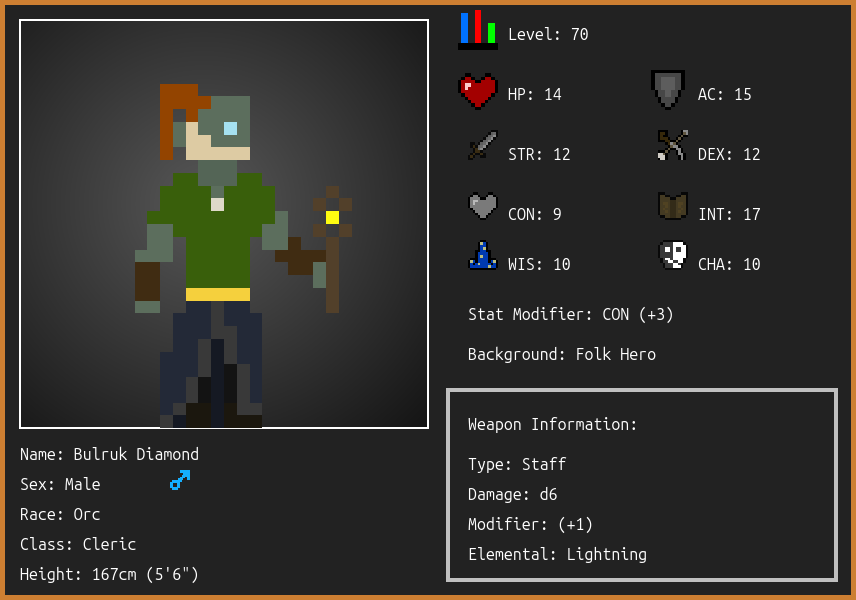 Level: 70
HP: 14
AC: 15
STR: 12
DEX: 12
CON: 9
INT: 17
WIS: 10
CHA: 10
Stat Modifier: CON (+3)
Background: Folk Hero
Weapon Information:
Type: Staff
Damage: d6
Modifier: (+1)
Elemental: Lightning
Name: Bulruk Diamond
Sex: Male
Race: Orc
Class: Cleric
Height: 167cm (5'6")